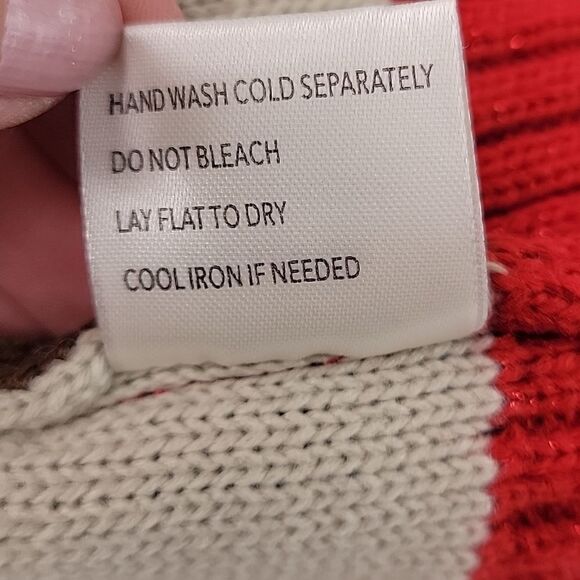 HAND WASH COLD SEPARATELY
DO NOT BLEACH
LAY FLAT TO DRY
COOL IRON IF NEEDED